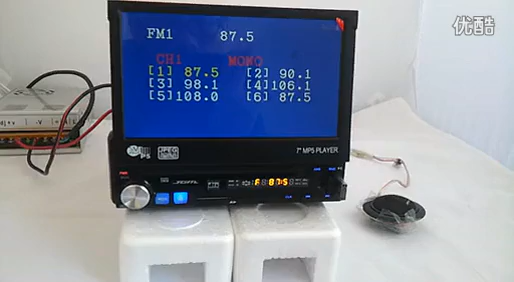 优酷
FM1 87.5
CH1 MONO
[1] 87.5 [2] 90.1
[3] 98.1 [4]106.1
[5]108.0 [6] 87.5
7" MP5 PLAYER
F 875